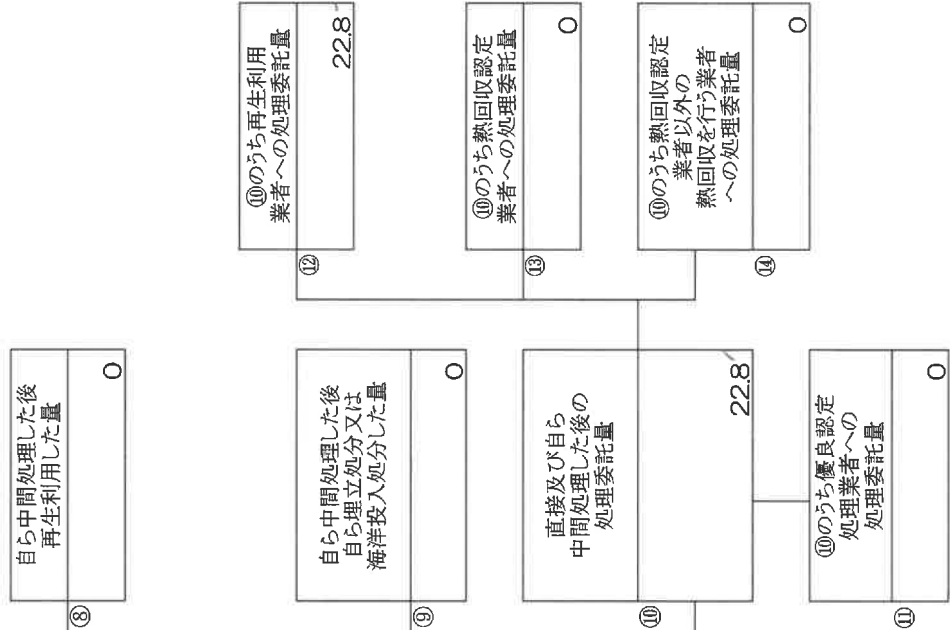 ⑧
自ら中間処理した後
再生利用した量
0
⑨
自ら中間処理した後
自ら埋立処分又は
海洋投入処分した量
0
⑩
直接及び自ら
中間処理した後の
処理委託量
22.8
⑪
⑩のうち優良認定
処理業者への
処理委託量
0
⑫
⑩のうち再生利用
業者への処理委託量
22.8
⑬
⑩のうち熱回収認定
業者への処理委託量
0
⑭
⑩のうち熱回収認定
業者以外の
熱回収を行う業者
への処理委託量
0